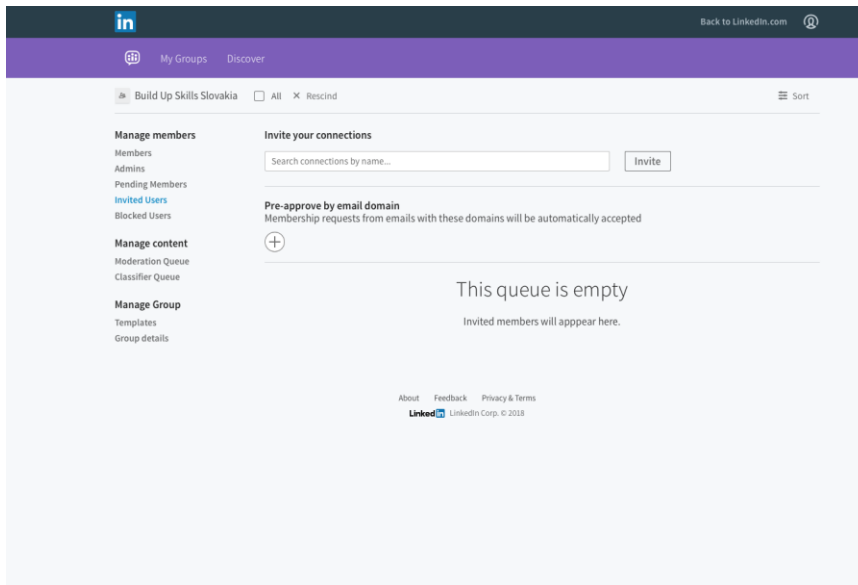 in
Back to LinkedIn.com
My Groups Discover
Build Up Skills Slovakia All × Rescind Sort
Manage members
Members
Admins
Pending Members
Invited Users
Blocked Users
Manage content
Moderation Queue
Classifier Queue
Manage Group
Templates
Group details
Invite your connections
Search connections by name... Invite
Pre-approve by email domain
Membership requests from emails with these domains will be automatically accepted
This queue is empty
Invited members will apppear here.
About Feedback Privacy & Terms
Linked in LinkedIn Corp. © 2018